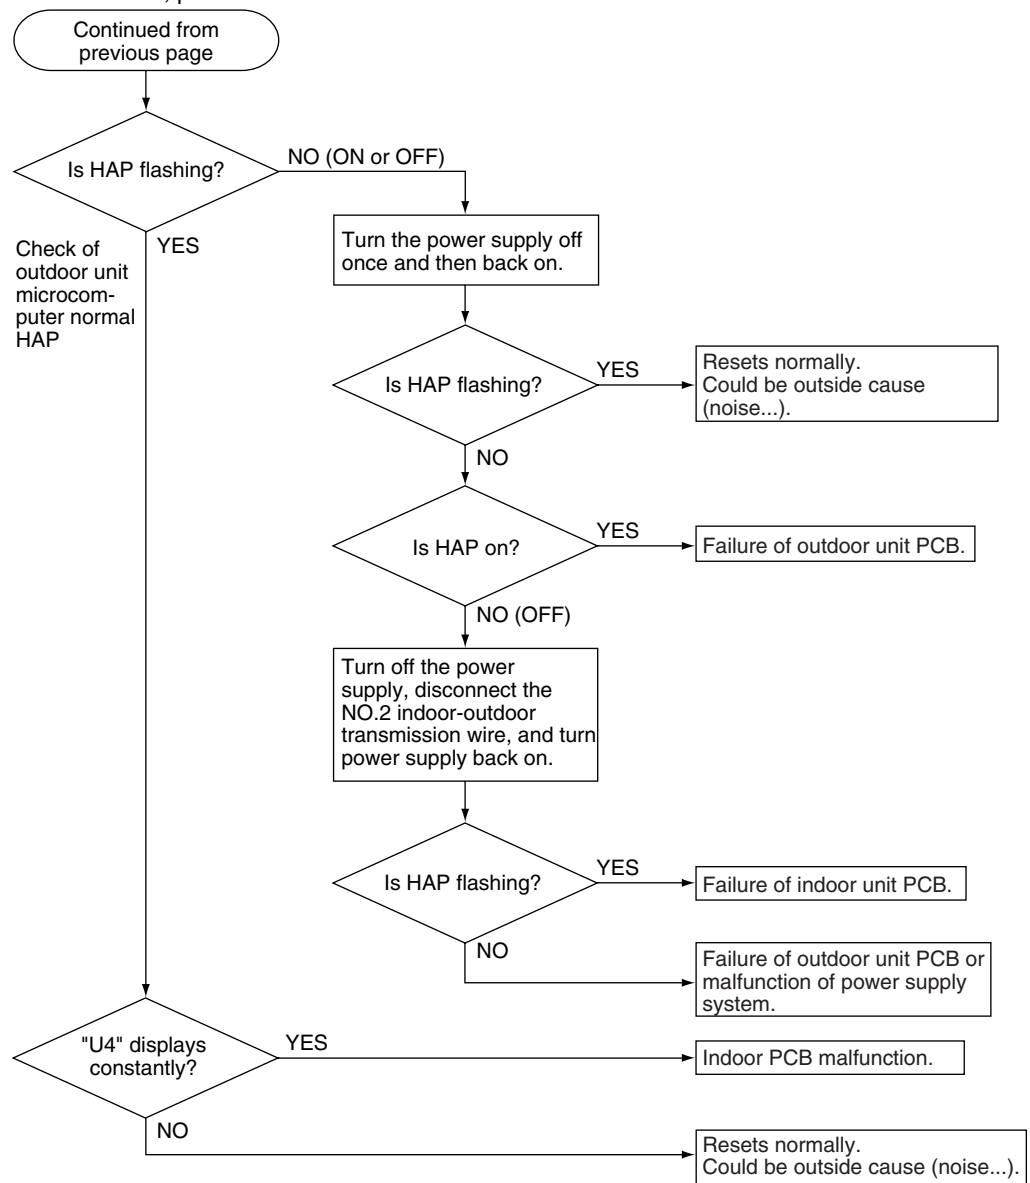 Continued from
previous page
Is HAP flashing?
NO (ON or OFF)
YES
Check of
outdoor unit
microcom-
puter normal
HAP
Turn the power supply off
once and then back on.
Is HAP flashing?
YES
Resets normally.
Could be outside cause
(noise...).
NO
Is HAP on?
YES
Failure of outdoor unit PCB.
NO (OFF)
Turn off the power
supply, disconnect the
NO.2 indoor-outdoor
transmission wire, and turn
power supply back on.
Is HAP flashing?
YES
Failure of indoor unit PCB.
NO
Failure of outdoor unit PCB or
malfunction of power supply
system.
"U4" displays
constantly?
YES
Indoor PCB malfunction.
NO
Resets normally.
Could be outside cause (noise...).